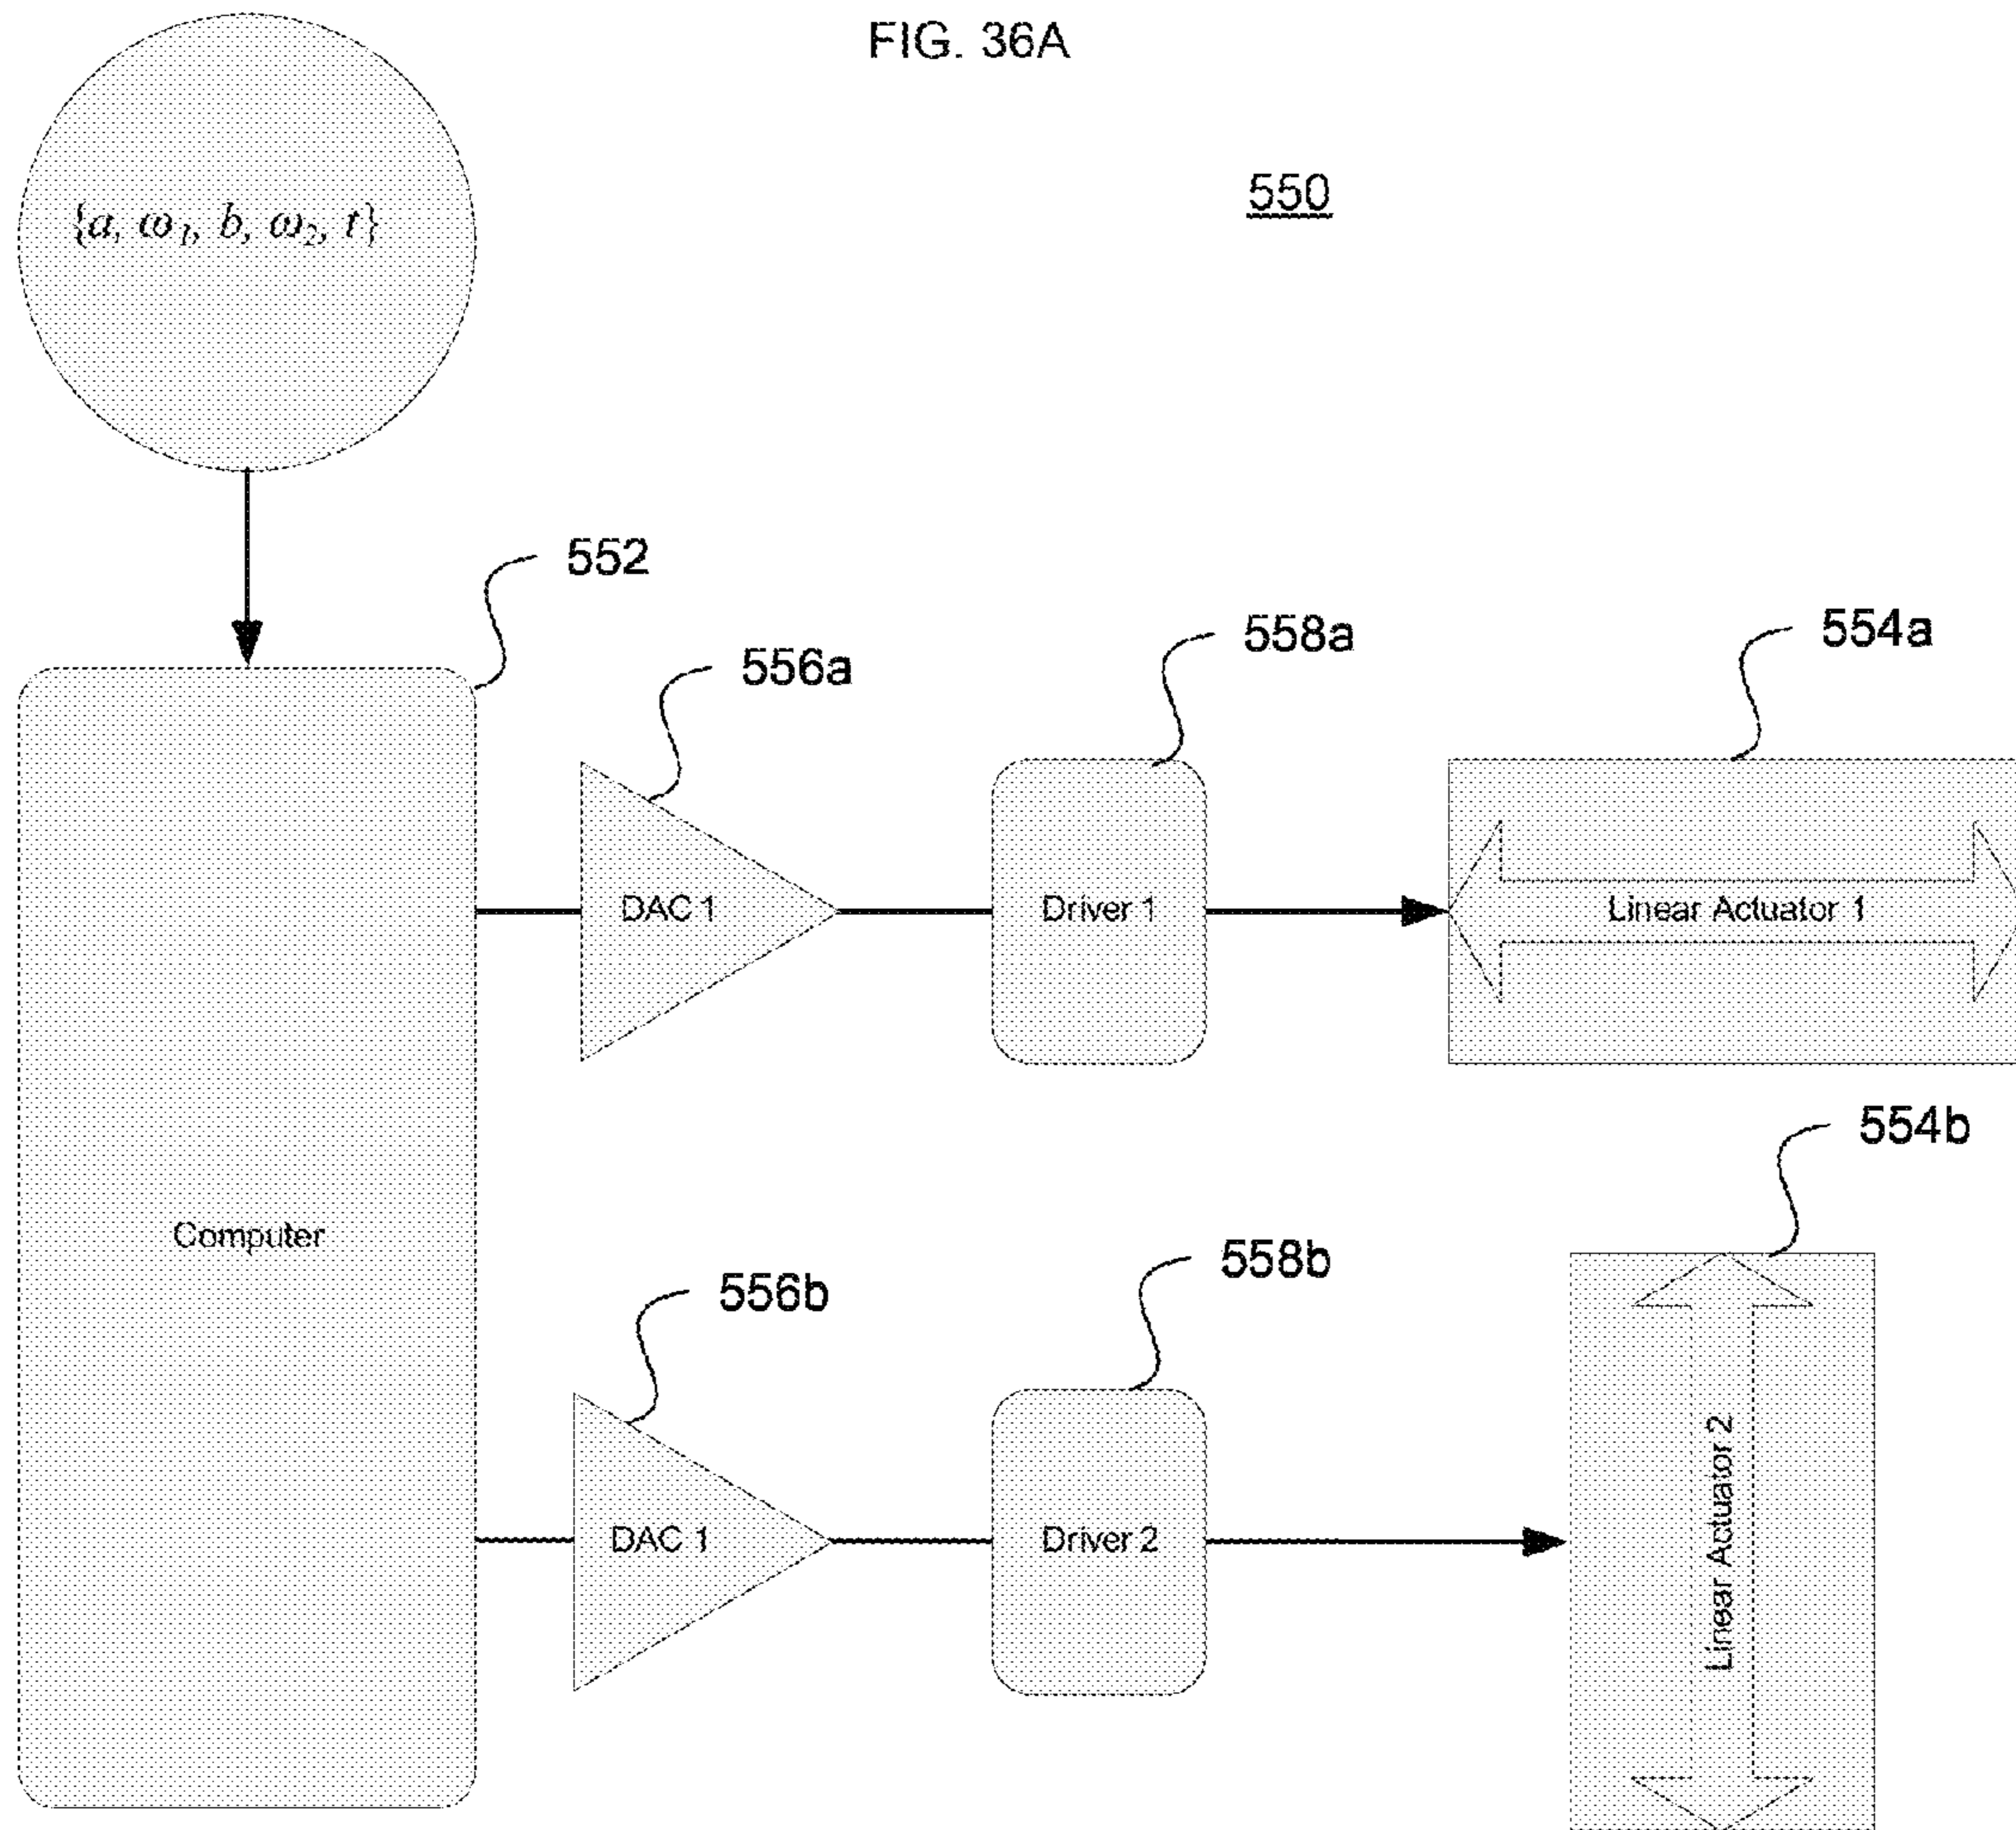 FIG. 36A
{a, ω1, b, ω2, t}
550
552
556a
558a
554a
DAC 1
Driver 1
Linear Actuator 1
554b
Computer
556b
558b
DAC 1
Driver 2
Linear Actuator 2